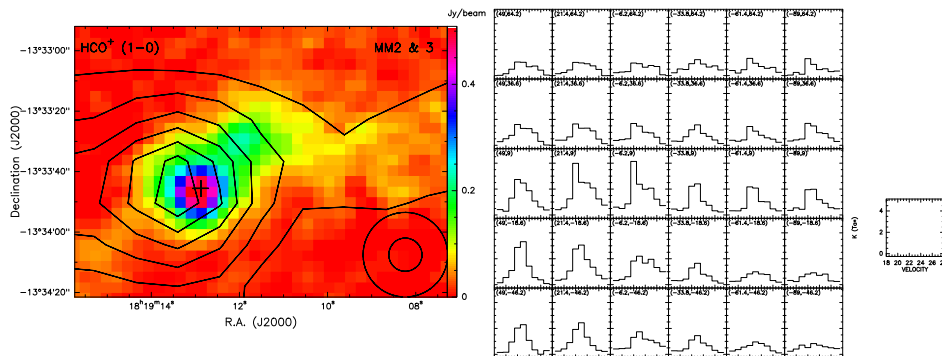 Jy/beam
HCO+ (1-0)
MM2 & 3
-13°33'00"
-13°33'20"
-13°33'40"
-13°34'00"
-13°34'20"
Declination (J2000)
18h19m14s
12s
10s
08s
R.A. (J2000)
0.4
0.2
0
(49,64.2) (21.4,64.2) (-6.2,64.2) (-33.8,64.2) (-61.4,64.2) (-89,64.2)
(49,36.6) (21.4,36.6) (-6.2,36.6) (-33.8,36.6) (-61.4,36.6) (-89,36.6)
(49,9) (21.4,9) (-6.2,9) (-33.8,9) (-61.4,9) (-89,9)
(49,-18.6) (21.4,-18.6) (-6.2,-18.6) (-33.8,-18.6) (-61.4,-18.6) (-89,-18.6)
(49,-46.2) (21.4,-46.2) (-6.2,-46.2) (-33.8,-46.2) (-61.4,-46.2) (-89,-46.2)
K (Tmb)
4
2
0
18 20 22 24 26
VELOCITY